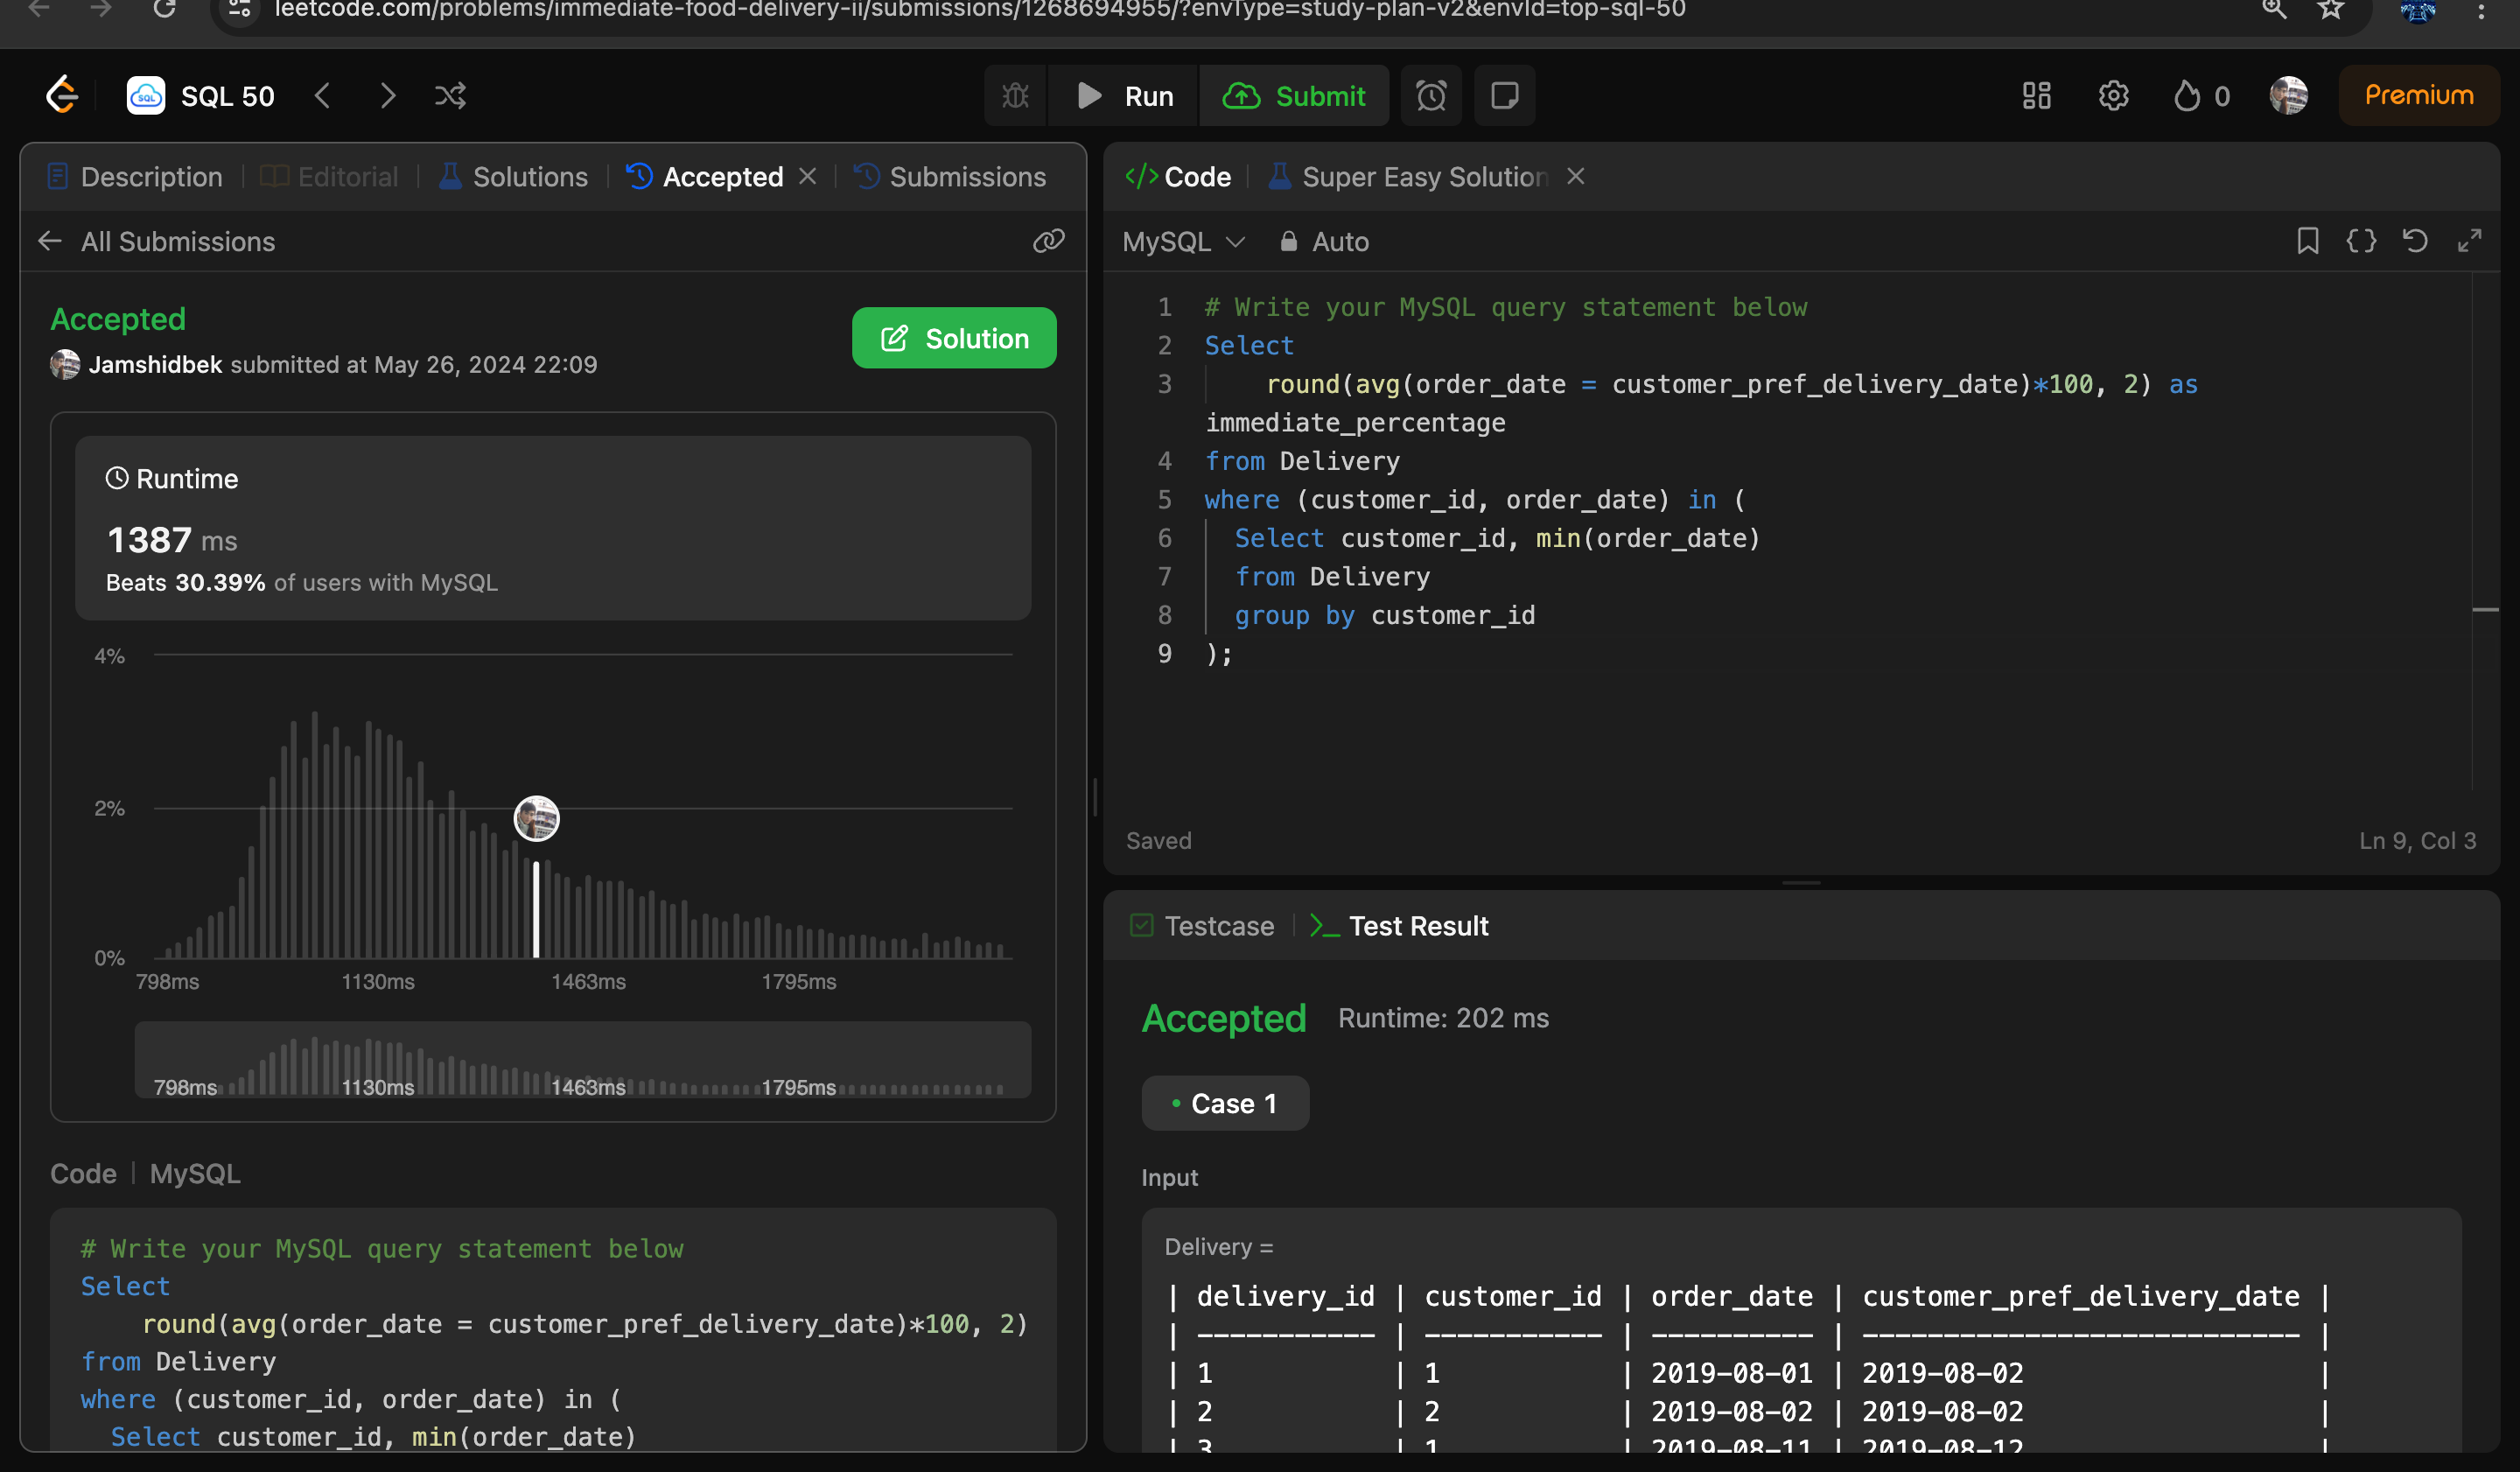 leetcode.com/problems/immediate-food-delivery-ii/submissions/1268694955/?envType=study-plan-v2&envId=top-sql-50
SQL SQL 50 Run Submit 0 Premium
Description Editorial Solutions Accepted Submissions
All Submissions
Accepted
Jamshidbek submitted at May 26, 2024 22:09
Solution
Runtime
1387 ms
Beats 30.39% of users with MySQL
4%
2%
0%
798ms 1130ms 1463ms 1795ms
798ms 1130ms 1463ms 1795ms
Code | MySQL
# Write your MySQL query statement below
Select
round(avg(order_date = customer_pref_delivery_date)*100, 2)
from Delivery
where (customer_id, order_date) in (
Select customer_id, min(order_date)
</> Code Super Easy Solution
MySQL Auto
1 # Write your MySQL query statement below
2 Select
3 round(avg(order_date = customer_pref_delivery_date)*100, 2) as
immediate_percentage
4 from Delivery
5 where (customer_id, order_date) in (
6 Select customer_id, min(order_date)
7 from Delivery
8 group by customer_id
9 );
Saved Ln 9, Col 3
Testcase >_ Test Result
Accepted Runtime: 202 ms
• Case 1
Input
Delivery =
| delivery_id | customer_id | order_date | customer_pref_delivery_date |
| ----------- | ----------- | ---------- | --------------------------- |
| 1 | 1 | 2019-08-01 | 2019-08-02 |
| 2 | 2 | 2019-08-02 | 2019-08-02 |
| 3 | 1 | 2019-08-11 | 2019-08-12 |